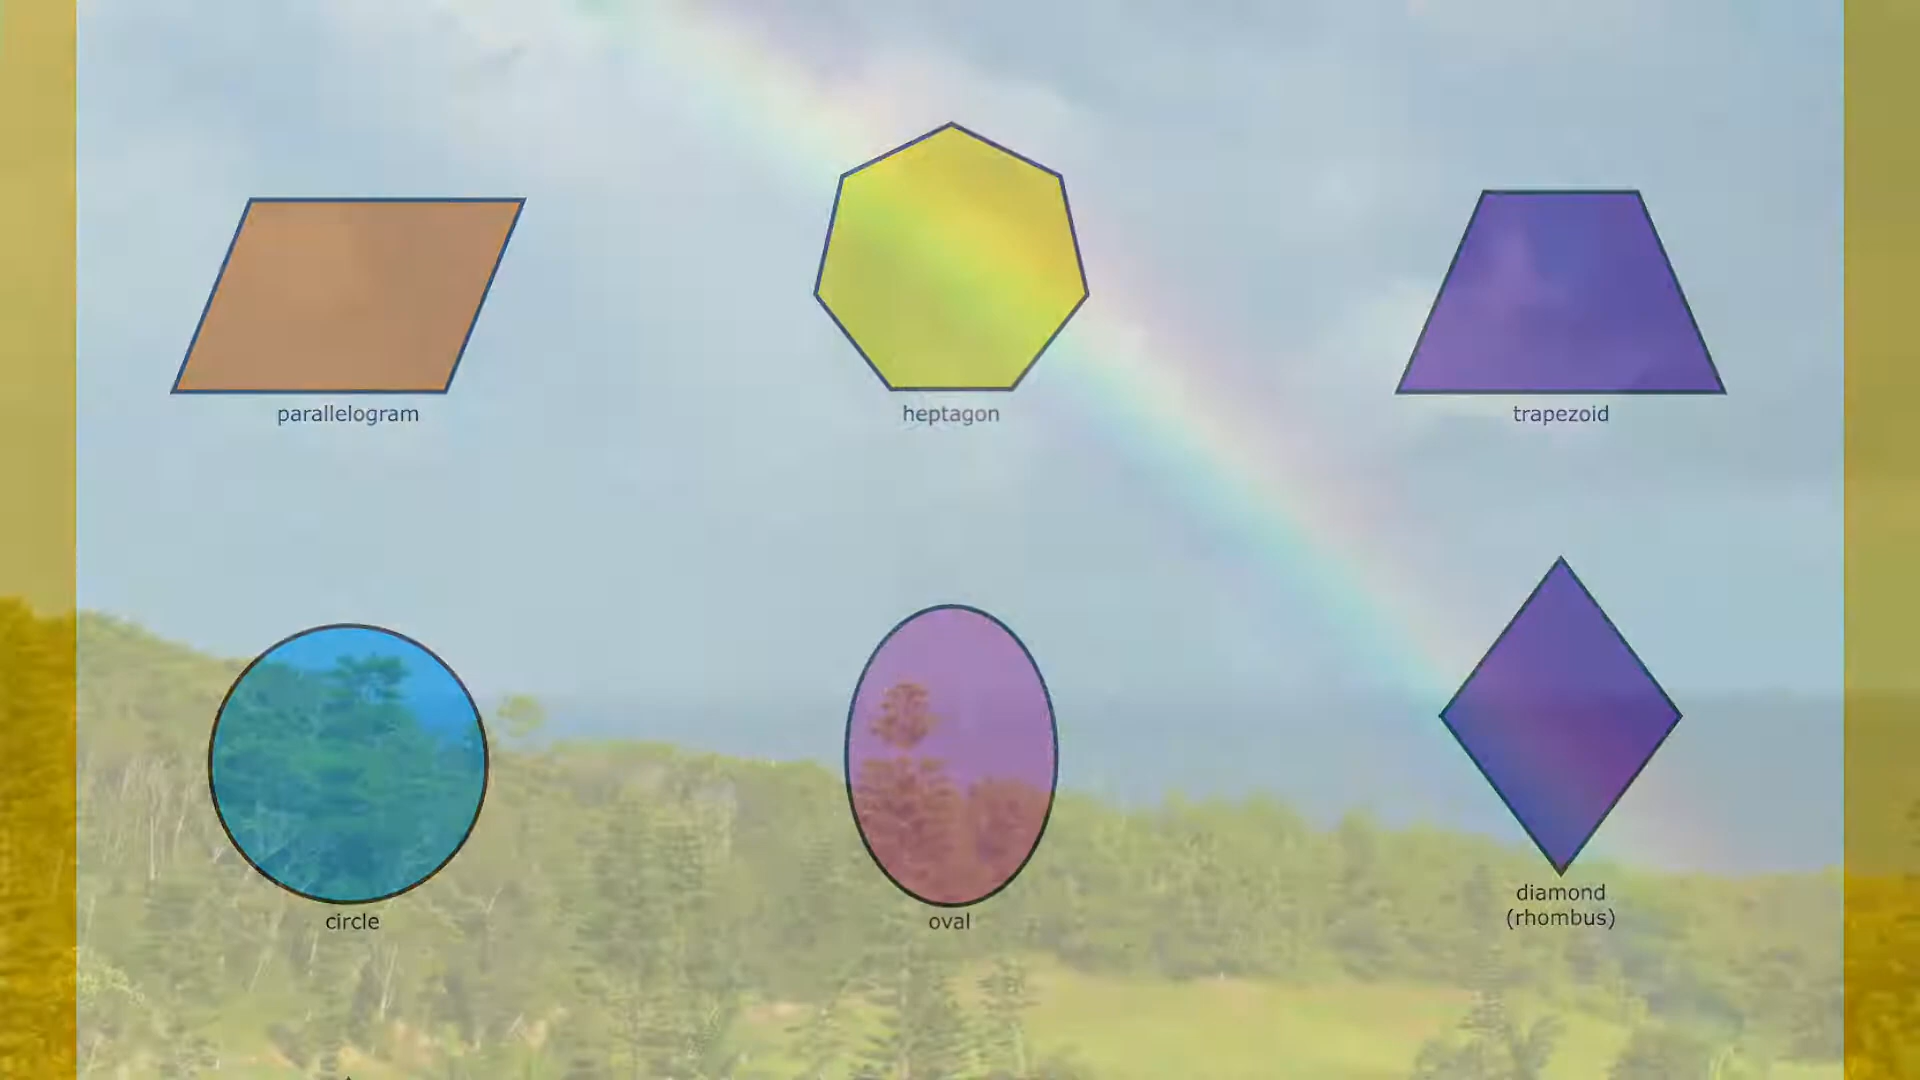 parallelogram
heptagon
trapezoid
circle
oval
diamond
(rhombus)